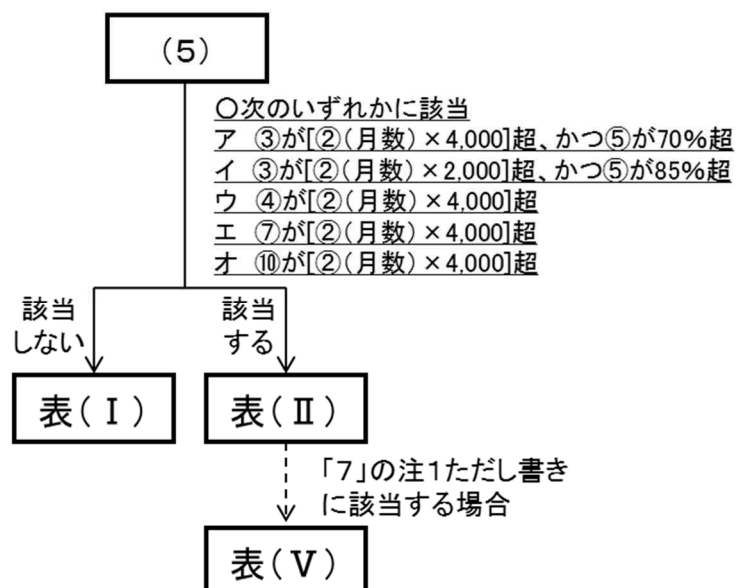 (5)
○次のいずれかに該当
ア ③が[②(月数)×4,000]超、かつ⑤が70%超
イ ③が[②(月数)×2,000]超、かつ⑤が85%超
ウ ④が[②(月数)×4,000]超
エ ⑦が[②(月数)×4,000]超
オ ⑩が[②(月数)×4,000]超
該当
しない
該当
する
表(Ⅰ)
表(Ⅱ)
「7」の注1ただし書き
に該当する場合
表(Ⅴ)